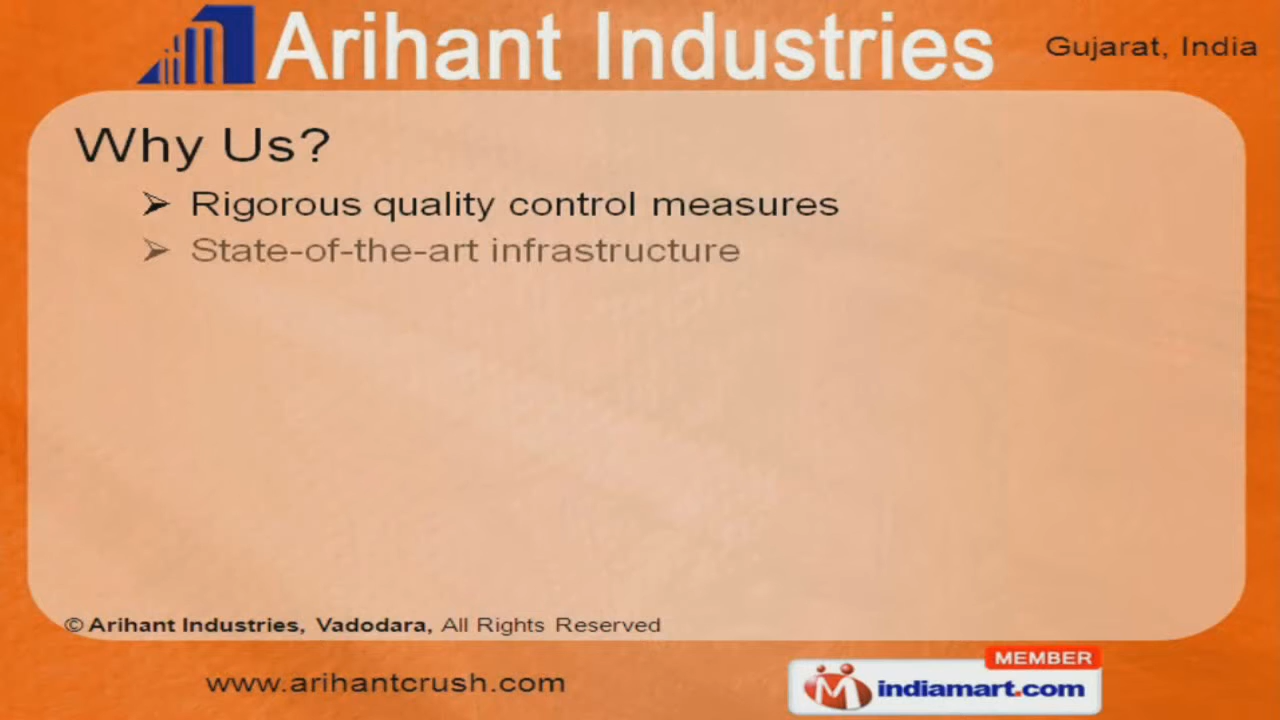 Arihant Industries
Gujarat, India
Why Us?
➢ Rigorous quality control measures
➢ State-of-the-art infrastructure
© Arihant Industries, Vadodara, All Rights Reserved
www.arihantcrush.com
MEMBER
indiamart.com